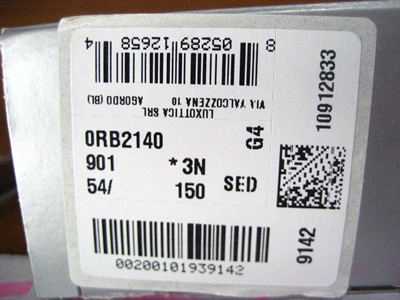 8 05289 12658 4
VIA VALCOZZENA 10
AGORDO (BL)
LUXOTTICA SRL
0RB2140
G4
10912833
901 * 3N
54/ 150 SED
9142
00200101939142